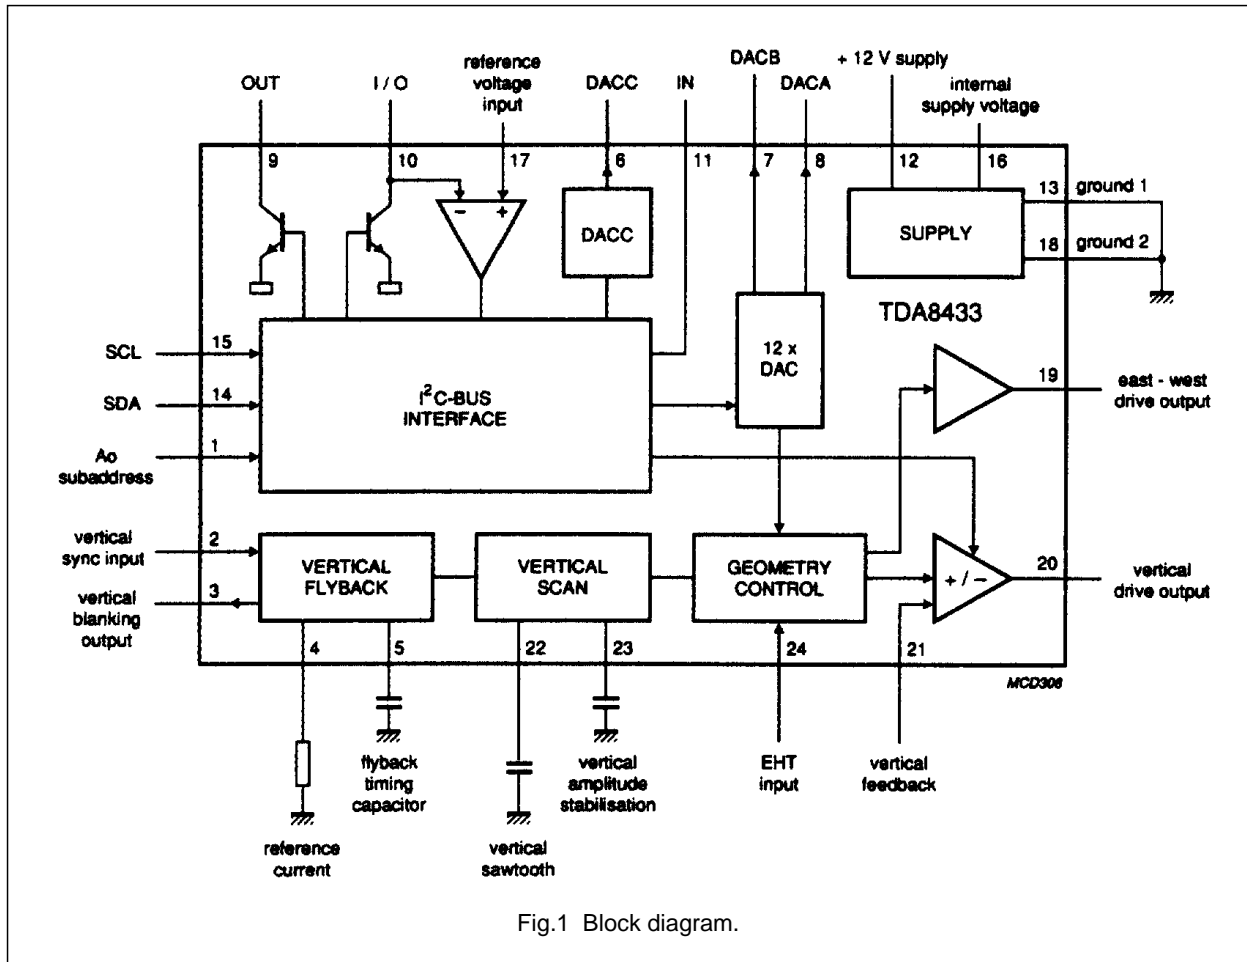 OUT
I / O
reference
voltage
input
DACC
IN
DACB
DACA
+ 12 V supply
internal
supply voltage
9
10
17
6
11
7
8
12
16
13 ground 1
18 ground 2
DACC
SUPPLY
- +
TDA8433
SCL 15
SDA 14
Ao
subaddress
1
I²C-BUS
INTERFACE
12 x
DAC
19 east - west
drive output
vertical
sync input
2
vertical
blanking
output
3
VERTICAL
FLYBACK
VERTICAL
SCAN
GEOMETRY
CONTROL
+ / -
20 vertical
drive output
4
5
22
23
24
21
MCD306
flyback
timing
capacitor
vertical
amplitude
stabilisation
EHT
input
vertical
feedback
reference
current
vertical
sawtooth
Fig.1 Block diagram.